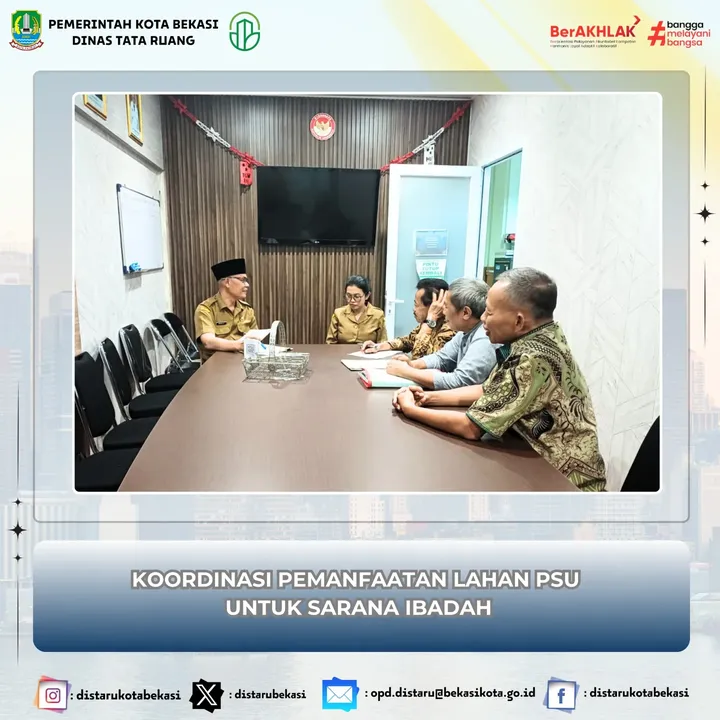 PEMERINTAH KOTA BEKASI
DINAS TATA RUANG
BerAKHLAK
#bangga
melayani
bangsa
KOORDINASI PEMANFAATAN LAHAN PSU
UNTUK SARANA IBADAH
: distarukotabekasi
: distarubekasi
: opd.distaru@bekasikota.go.id
: distarukotabekasi